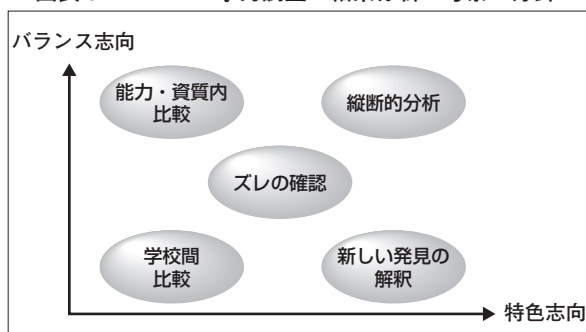 バランス志向
能力・資質内
比較
縦断的分析
ズレの確認
学校間
比較
新しい発見の
解釈
特色志向